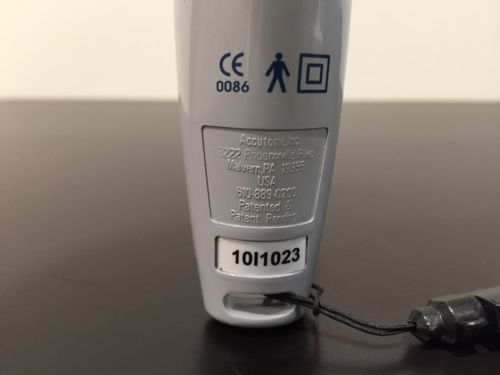 CE
0086
Accutome, Inc.
3222 Phoenixville Pike
Malvern, PA 19355
USA
610-889-0200
Patented &
Patent Pending
10I1023